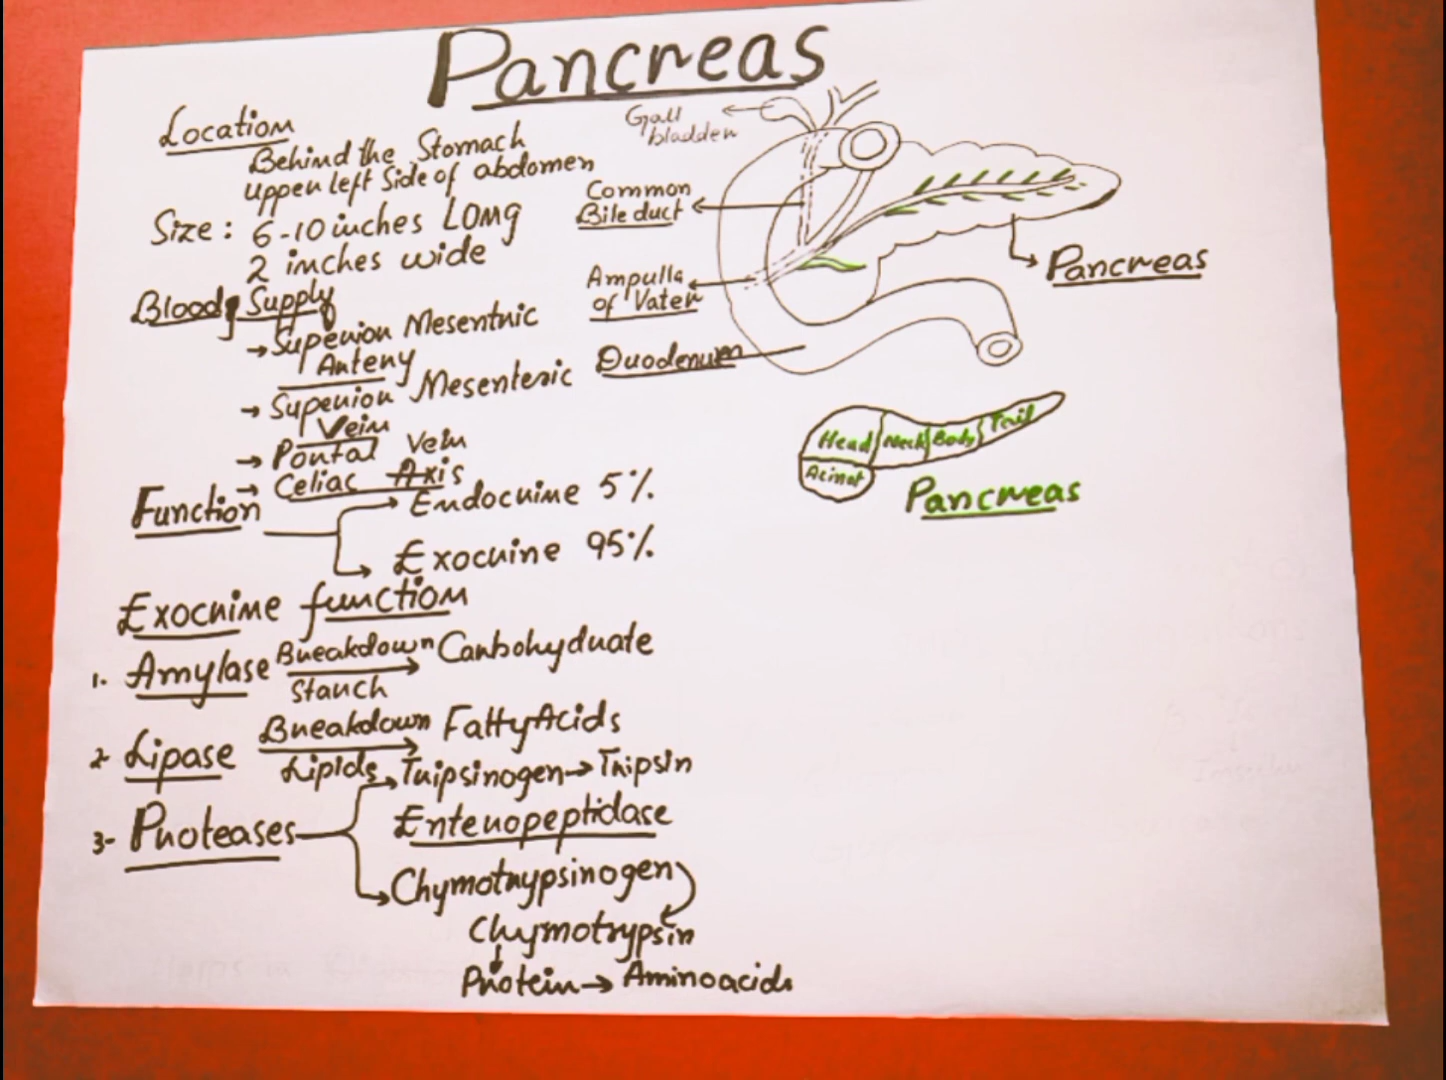 Pancreas
Location
Behind the Stomach
upper left Side of abdomen
Size: 6-10 inches Long
2 inches wide
Blood Supply
→ Superior Mesentric
Artery
→ Superior Mesenteric
Vein
→ Portal Vein
→ Celiac Axis
Function
Endocrine 5%
Exocrine 95%
Exocrine function
1. Amylase Breakdown Carbohydrate
Starch
2. Lipase Breakdown Fatty Acids
Lipids
3- Proteases
Tripsinogen → Tripsin
Enteropeptidase
Chymotrypsinogen
Chymotrypsin
Protein → Aminoacids
Gall
bladder
Common
Bile duct
Ampulla
of Vater
Duodenum
Pancreas
Head Neck Body Tail
Pancreas